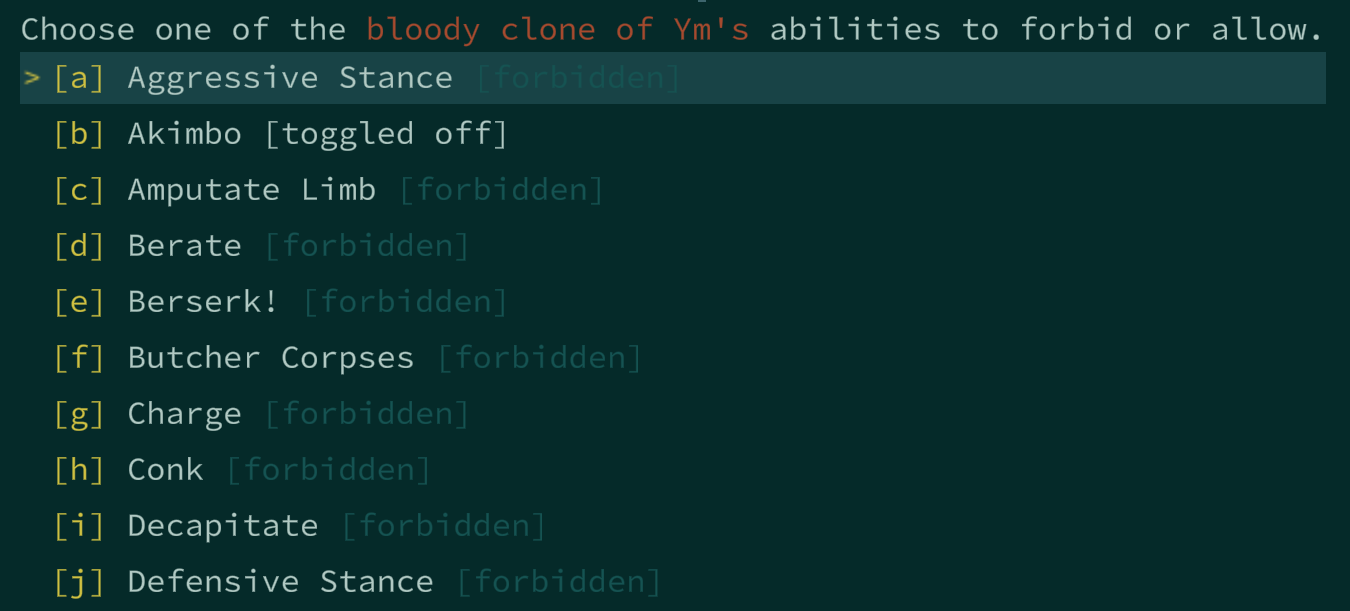 Choose one of the bloody clone of Ym's abilities to forbid or allow.
> [a] Aggressive Stance [forbidden]
[b] Akimbo [toggled off]
[c] Amputate Limb [forbidden]
[d] Berate [forbidden]
[e] Berserk! [forbidden]
[f] Butcher Corpses [forbidden]
[g] Charge [forbidden]
[h] Conk [forbidden]
[i] Decapitate [forbidden]
[j] Defensive Stance [forbidden]